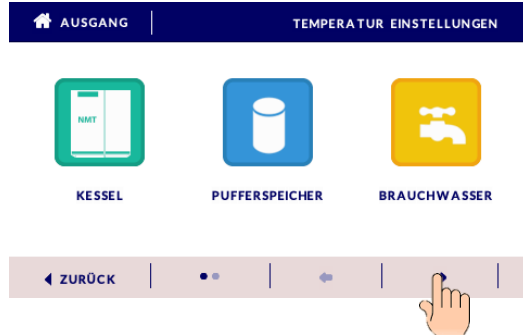 AUSGANG
TEMPERATUR EINSTELLUNGEN
NMT
KESSEL
PUFFERSPEICHER
BRAUCHWASSER
ZURÜCK